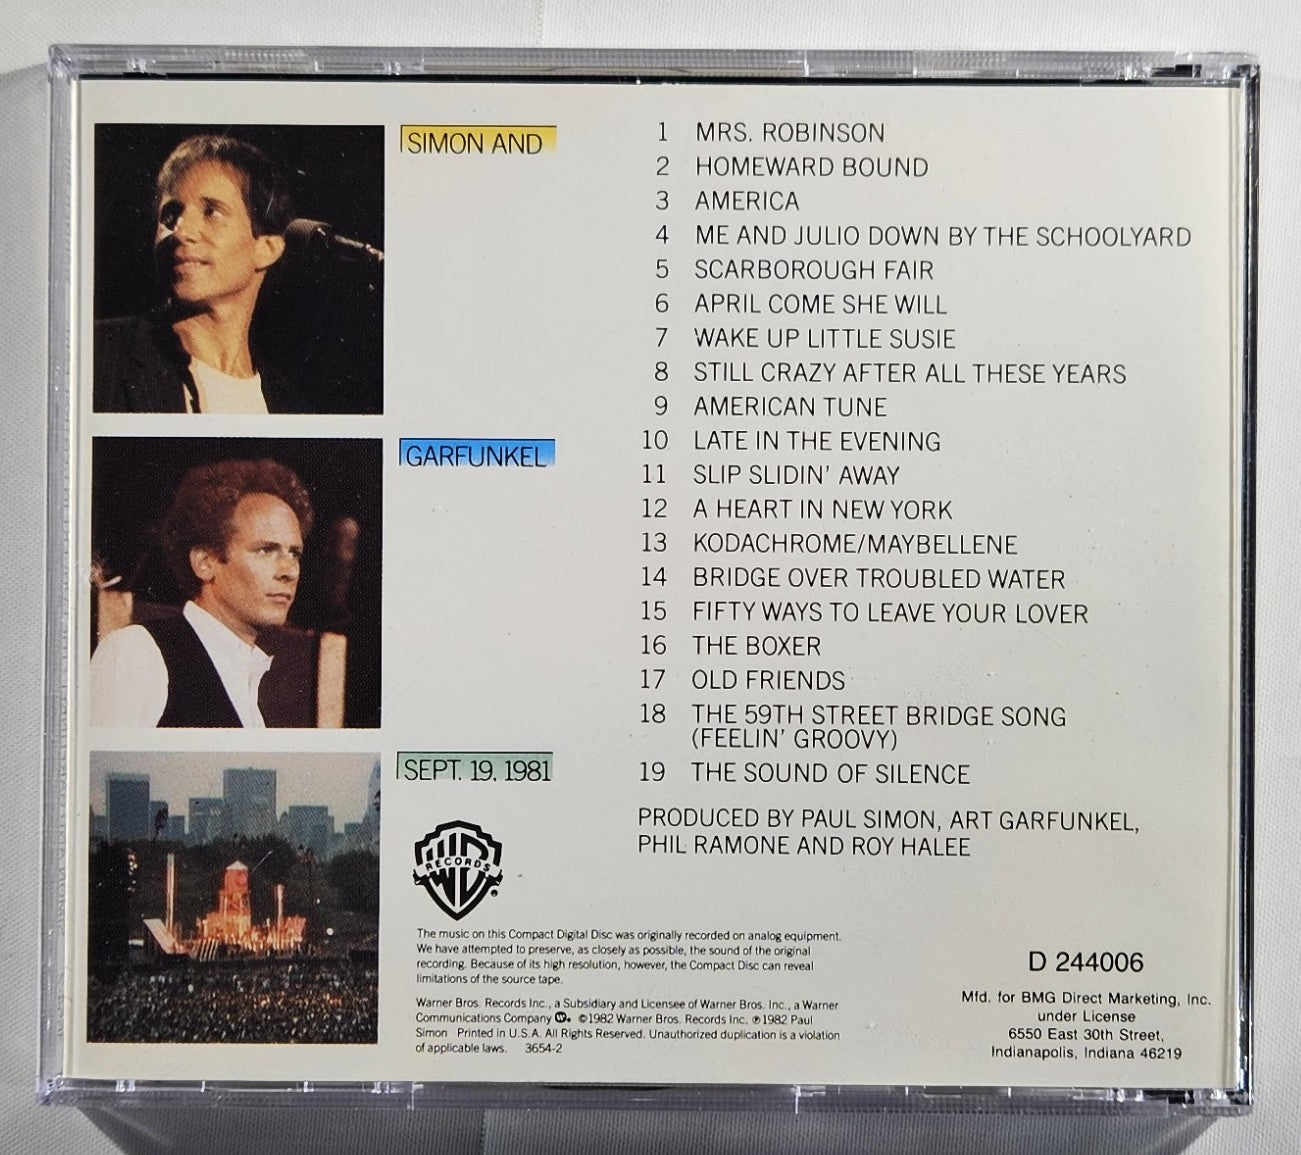 SIMON AND
GARFUNKEL
SEPT. 19, 1981
1 MRS. ROBINSON
2 HOMEWARD BOUND
3 AMERICA
4 ME AND JULIO DOWN BY THE SCHOOLYARD
5 SCARBOROUGH FAIR
6 APRIL COME SHE WILL
7 WAKE UP LITTLE SUSIE
8 STILL CRAZY AFTER ALL THESE YEARS
9 AMERICAN TUNE
10 LATE IN THE EVENING
11 SLIP SLIDIN' AWAY
12 A HEART IN NEW YORK
13 KODACHROME/MAYBELLENE
14 BRIDGE OVER TROUBLED WATER
15 FIFTY WAYS TO LEAVE YOUR LOVER
16 THE BOXER
17 OLD FRIENDS
18 THE 59TH STREET BRIDGE SONG
(FEELIN' GROOVY)
19 THE SOUND OF SILENCE
PRODUCED BY PAUL SIMON, ART GARFUNKEL,
PHIL RAMONE AND ROY HALEE
WB
RECORDS
The music on this Compact Digital Disc was originally recorded on analog equipment.
We have attempted to preserve, as closely as possible, the sound of the original
recording. Because of its high resolution, however, the Compact Disc can reveal
limitations of the source tape.
Warner Bros. Records Inc., a Subsidiary and Licensee of Warner Bros. Inc., a Warner
Communications Company ©1982 Warner Bros. Records Inc. ℗1982 Paul
Simon Printed in U.S.A. All Rights Reserved. Unauthorized duplication is a violation
of applicable laws. 3654-2
D 244006
Mfd. for BMG Direct Marketing, Inc.
under License
6550 East 30th Street,
Indianapolis, Indiana 46219